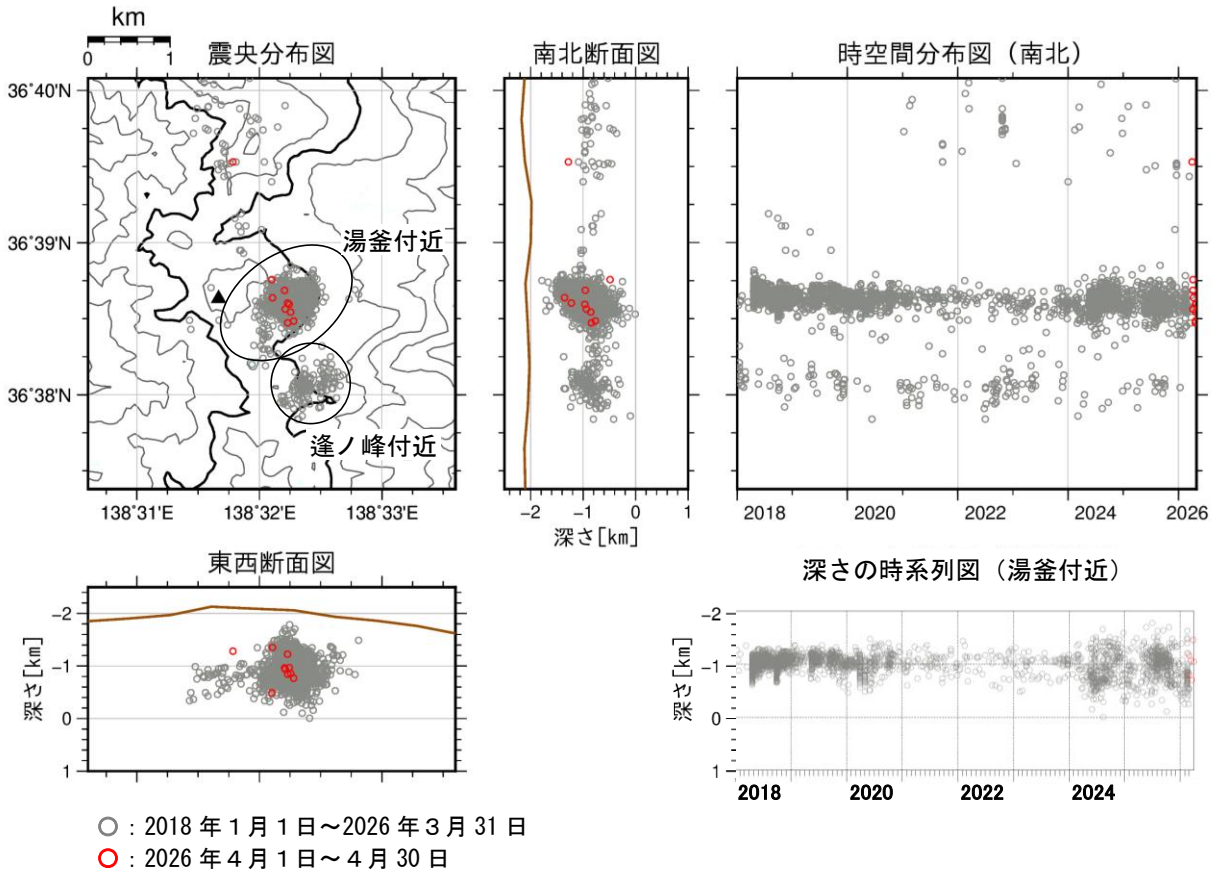 km
0 1
震央分布図
南北断面図
時空間分布図（南北）
36°40'N
36°39'N
36°38'N
湯釜付近
逢ノ峰付近
138°31'E 138°32'E 138°33'E
−2 −1 0 1
深さ[km]
2018 2020 2022 2024 2026
東西断面図
深さ[km]
−2
−1
0
1
深さの時系列図（湯釜付近）
深さ[km]
−2
−1
0
1
2018 2020 2022 2024
：2018 年１月１日～2026 年３月 31 日
：2026 年４月１日～４月 30 日